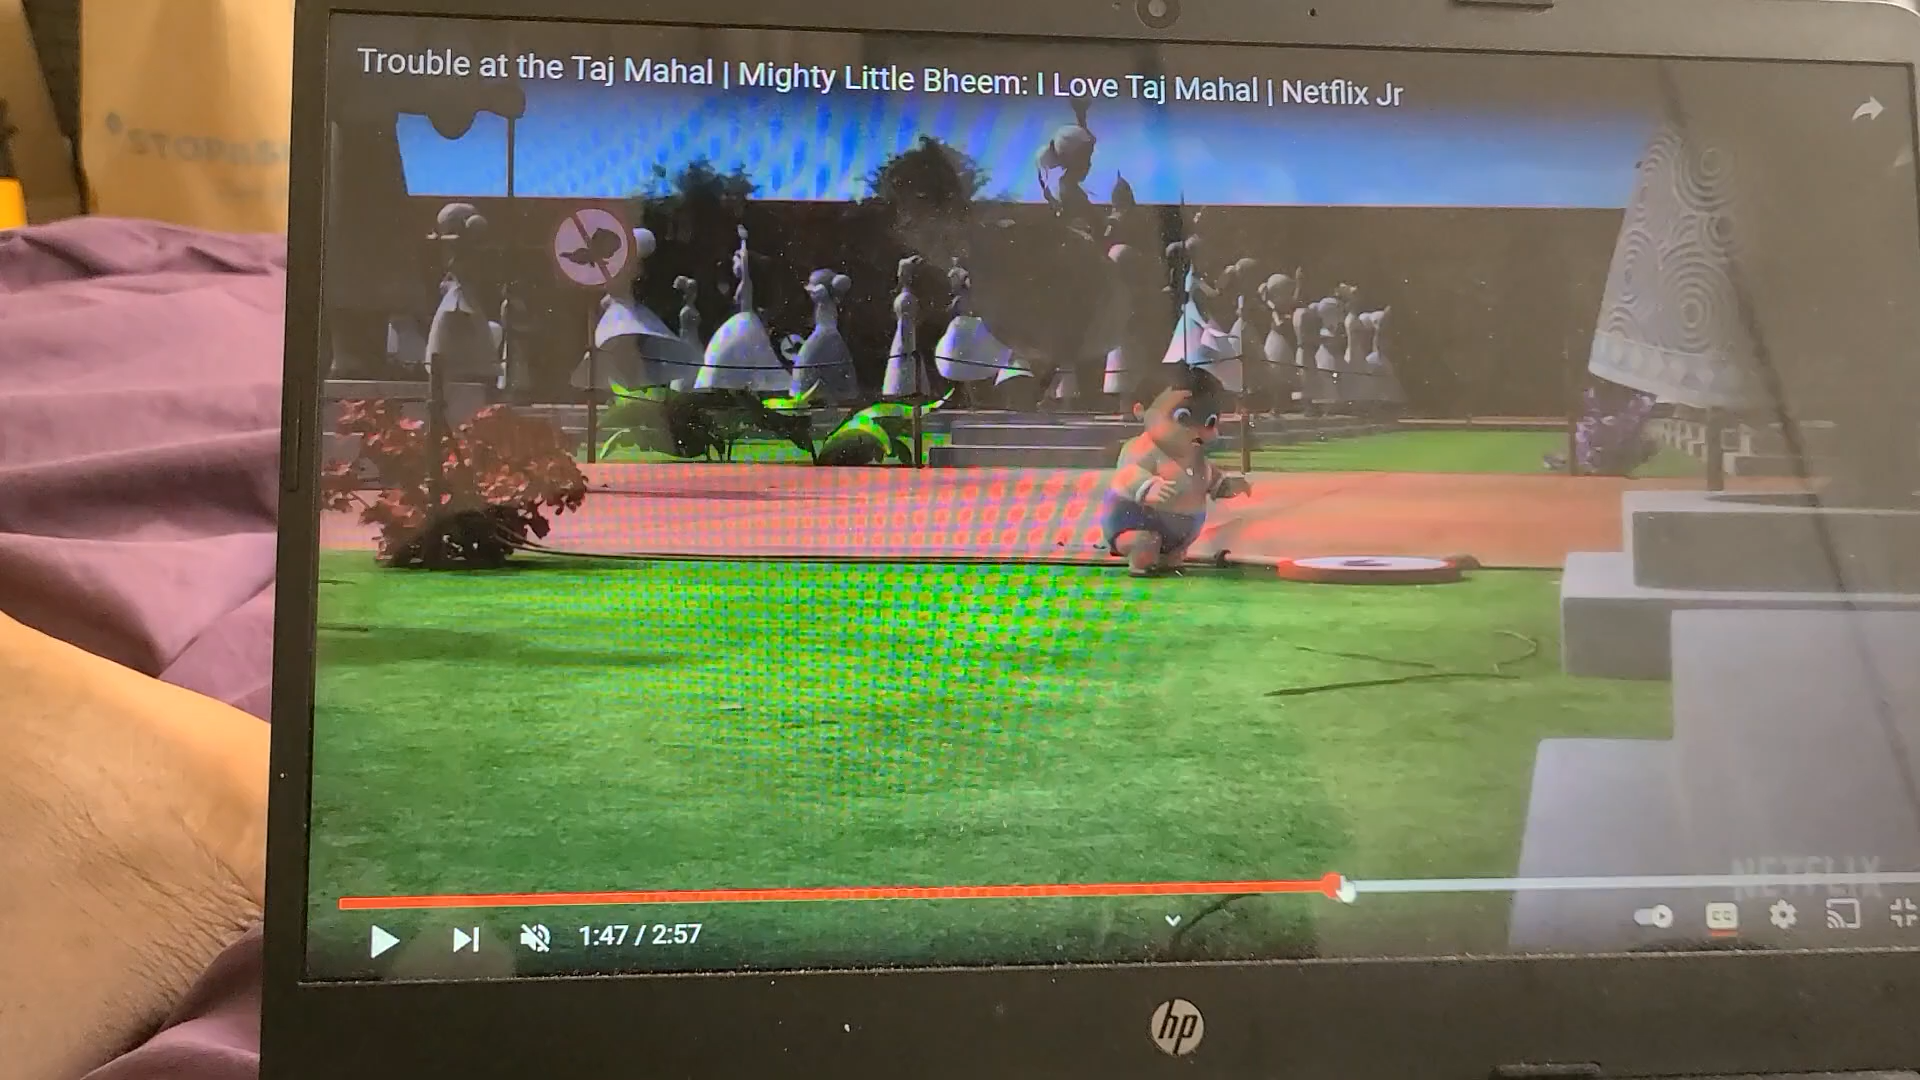 Trouble at the Taj Mahal | Mighty Little Bheem: I Love Taj Mahal | Netflix Jr
NETFLIX
1:47 / 2:57
CC
hp